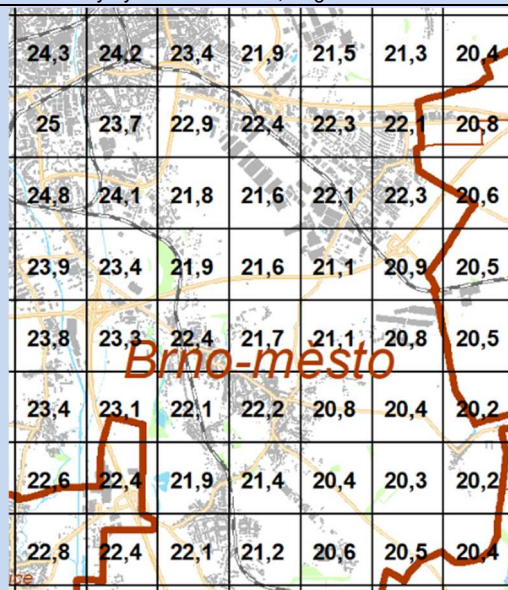 24,3 24,2 23,4 21,9 21,5 21,3 20,4
25 23,7 22,9 22,4 22,3 22,1 20,8
24,8 24,1 21,8 21,6 22,1 22,3 20,6
23,9 23,4 21,9 21,6 21,1 20,9 20,5
23,8 23,3 22,4 21,7 21,1 20,8 20,5
Brno-město
23,4 23,1 22,1 22,2 20,8 20,4 20,2
22,6 22,4 21,9 21,4 20,4 20,3 20,2
22,8 22,4 22,1 21,2 20,6 20,5 20,4
ice